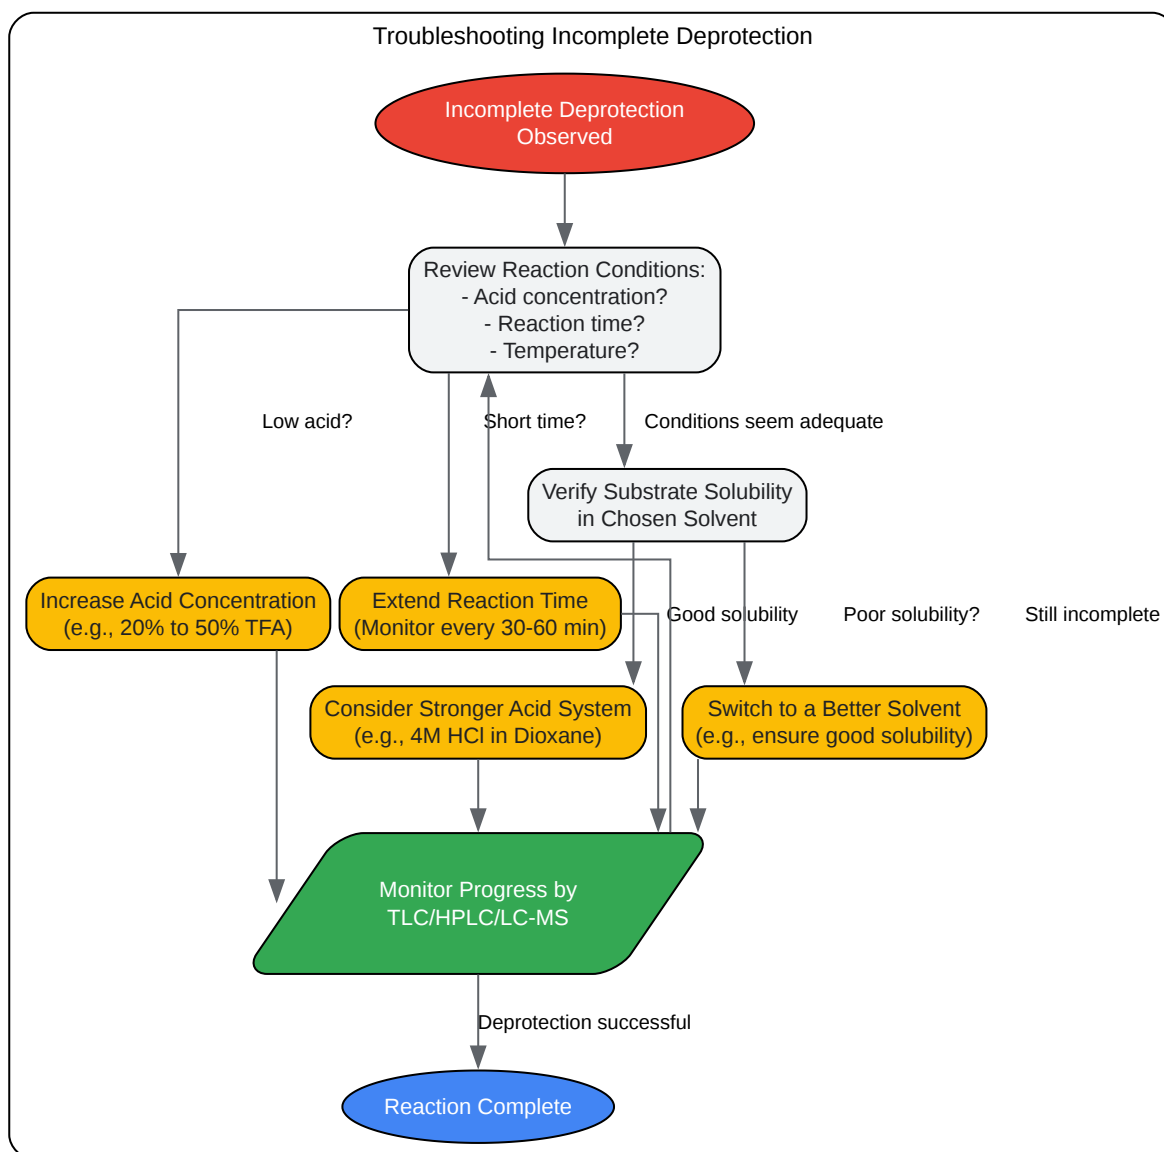 Troubleshooting Incomplete Deprotection
Incomplete Deprotection
Observed
Review Reaction Conditions:
- Acid concentration?
- Reaction time?
- Temperature?
Low acid?
Short time?
Conditions seem adequate
Verify Substrate Solubility
in Chosen Solvent
Increase Acid Concentration
(e.g., 20% to 50% TFA)
Extend Reaction Time
(Monitor every 30-60 min)
Good solubility
Poor solubility?
Still incomplete
Consider Stronger Acid System
(e.g., 4M HCl in Dioxane)
Switch to a Better Solvent
(e.g., ensure good solubility)
Monitor Progress by
TLC/HPLC/LC-MS
Deprotection successful
Reaction Complete